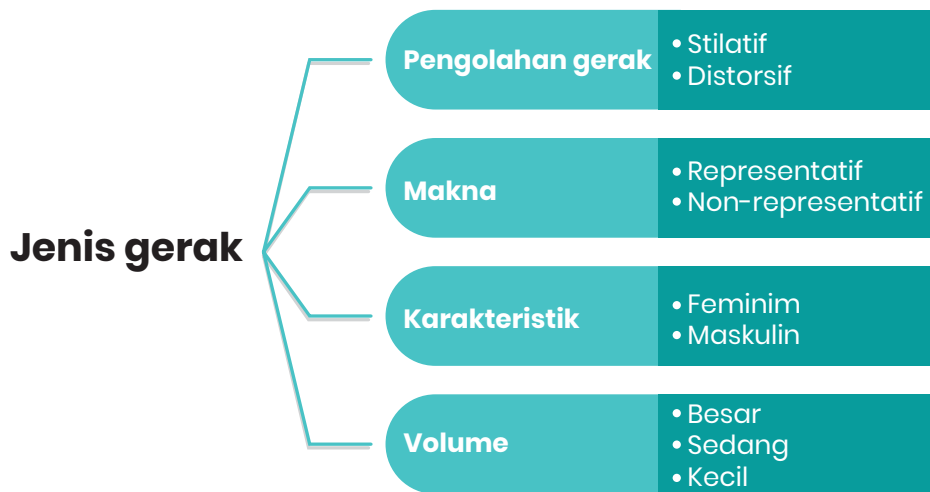 Jenis gerak
Pengolahan gerak
• Stilatif
• Distorsif
Makna
• Representatif
• Non-representatif
Karakteristik
• Feminim
• Maskulin
Volume
• Besar
• Sedang
• Kecil